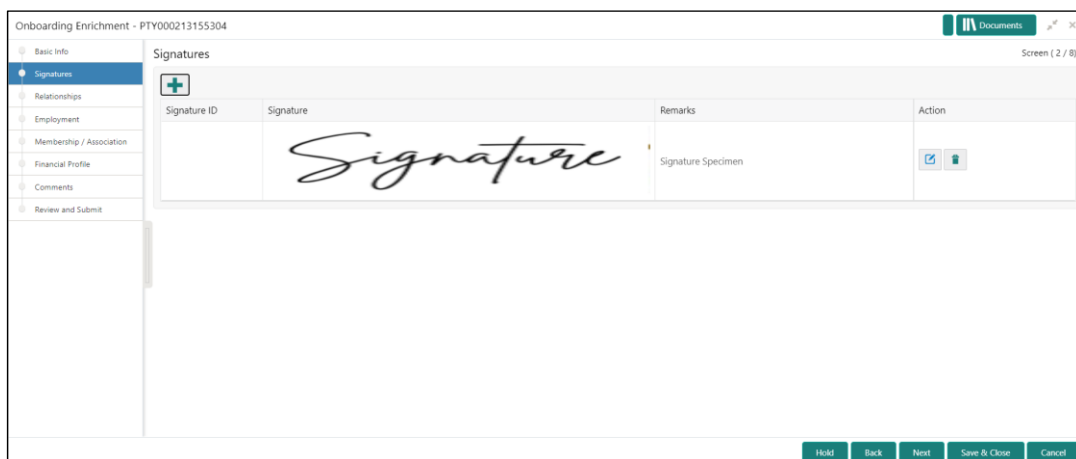 Onboarding Enrichment - PTY000213155304
Documents
Basic Info
Signatures
Relationships
Employment
Membership / Association
Financial Profile
Comments
Review and Submit
Signatures
Screen ( 2 / 8)
Signature ID Signature Remarks Action
Signature Signature Specimen
Hold Back Next Save & Close Cancel